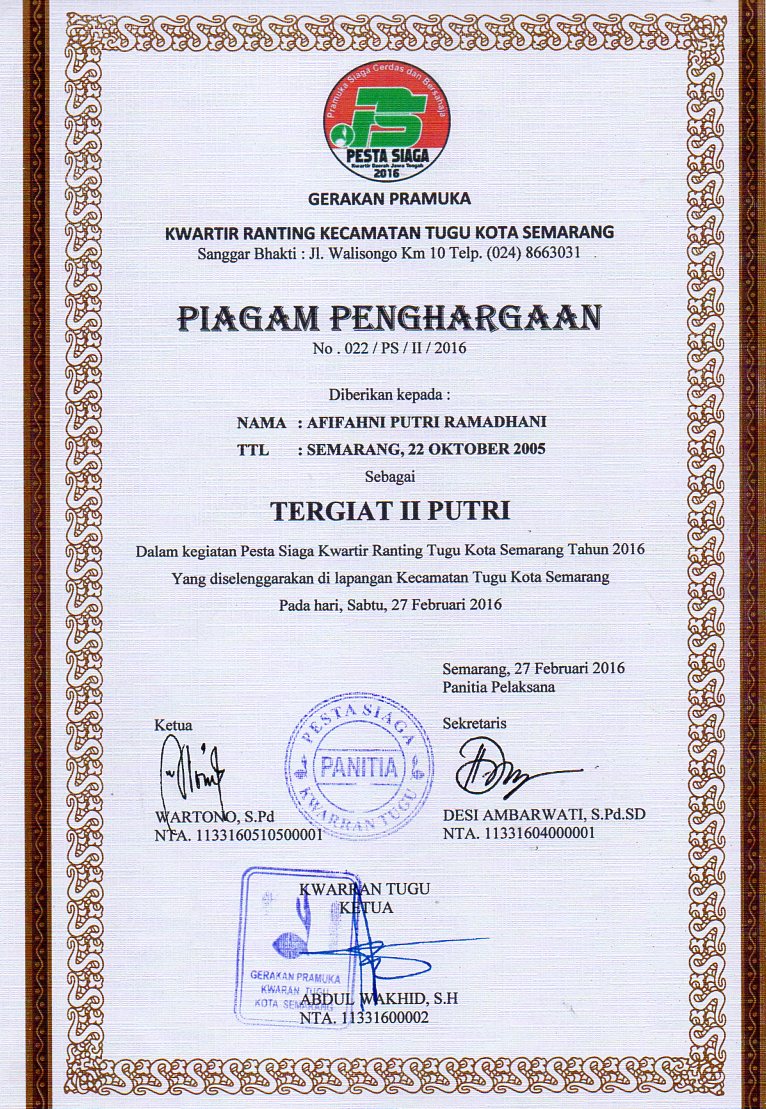 Pramuka Siaga Cerdas dan Bersahaja
PS
PESTA SIAGA
Kwartir Daerah Jawa Tengah
2016
GERAKAN PRAMUKA
KWARTIR RANTING KECAMATAN TUGU KOTA SEMARANG
Sanggar Bhakti : Jl. Walisongo Km 10 Telp. (024) 8663031
PIAGAM PENGHARGAAN
No . 022 / PS / II / 2016
Diberikan kepada :
NAMA : AFIFAHNI PUTRI RAMADHANI
TTL : SEMARANG, 22 OKTOBER 2005
Sebagai
TERGIAT II PUTRI
Dalam kegiatan Pesta Siaga Kwartir Ranting Tugu Kota Semarang Tahun 2016
Yang diselenggarakan di lapangan Kecamatan Tugu Kota Semarang
Pada hari, Sabtu, 27 Februari 2016
Semarang, 27 Februari 2016
Panitia Pelaksana
Ketua
Sekretaris
PESTA SIAGA
PANITIA
KWARRAN TUGU
WARTONO, S.Pd
NTA. 1133160510500001
DESI AMBARWATI, S.Pd.SD
NTA. 11331604000001
KWARRAN TUGU
KETUA
GERAKAN PRAMUKA
KWARAN TUGU
KOTA SEMARANG
ABDUL WAKHID, S.H
NTA. 11331600002